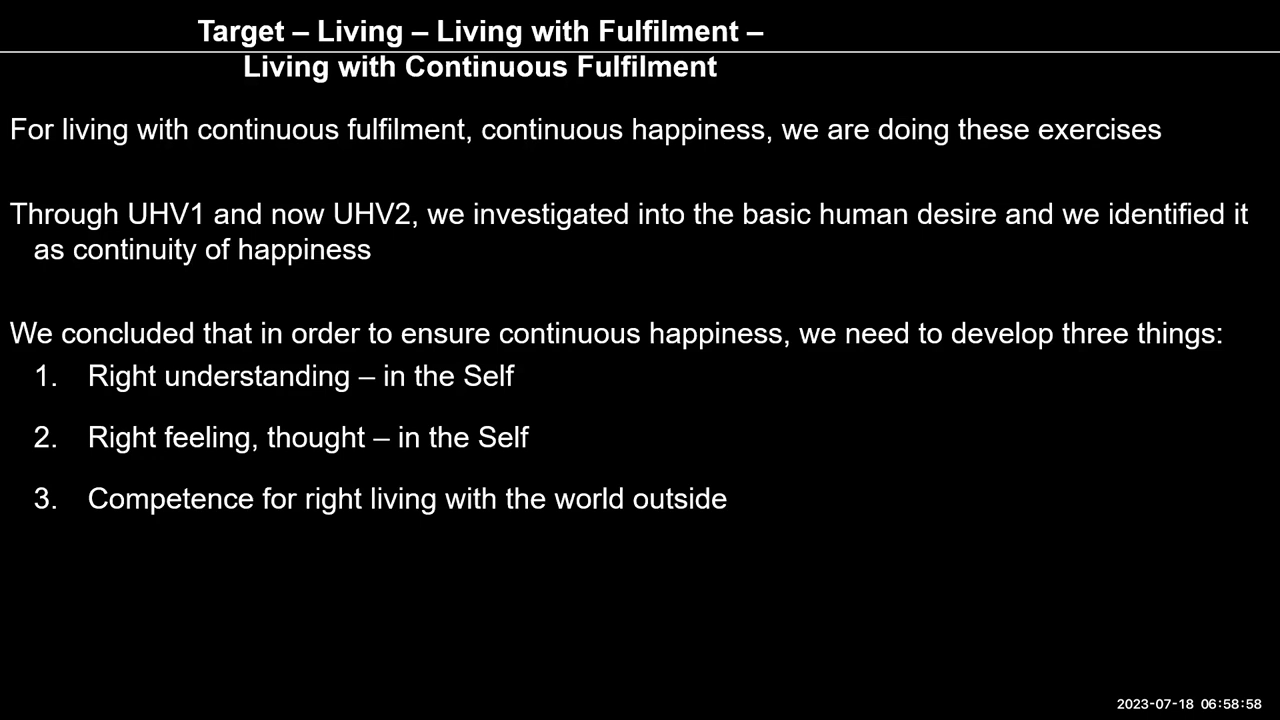 Target – Living – Living with Fulfilment –
Living with Continuous Fulfilment
For living with continuous fulfilment, continuous happiness, we are doing these exercises
Through UHV1 and now UHV2, we investigated into the basic human desire and we identified it
as continuity of happiness
We concluded that in order to ensure continuous happiness, we need to develop three things:
1. Right understanding – in the Self
2. Right feeling, thought – in the Self
3. Competence for right living with the world outside
2023-07-18 06:58:58